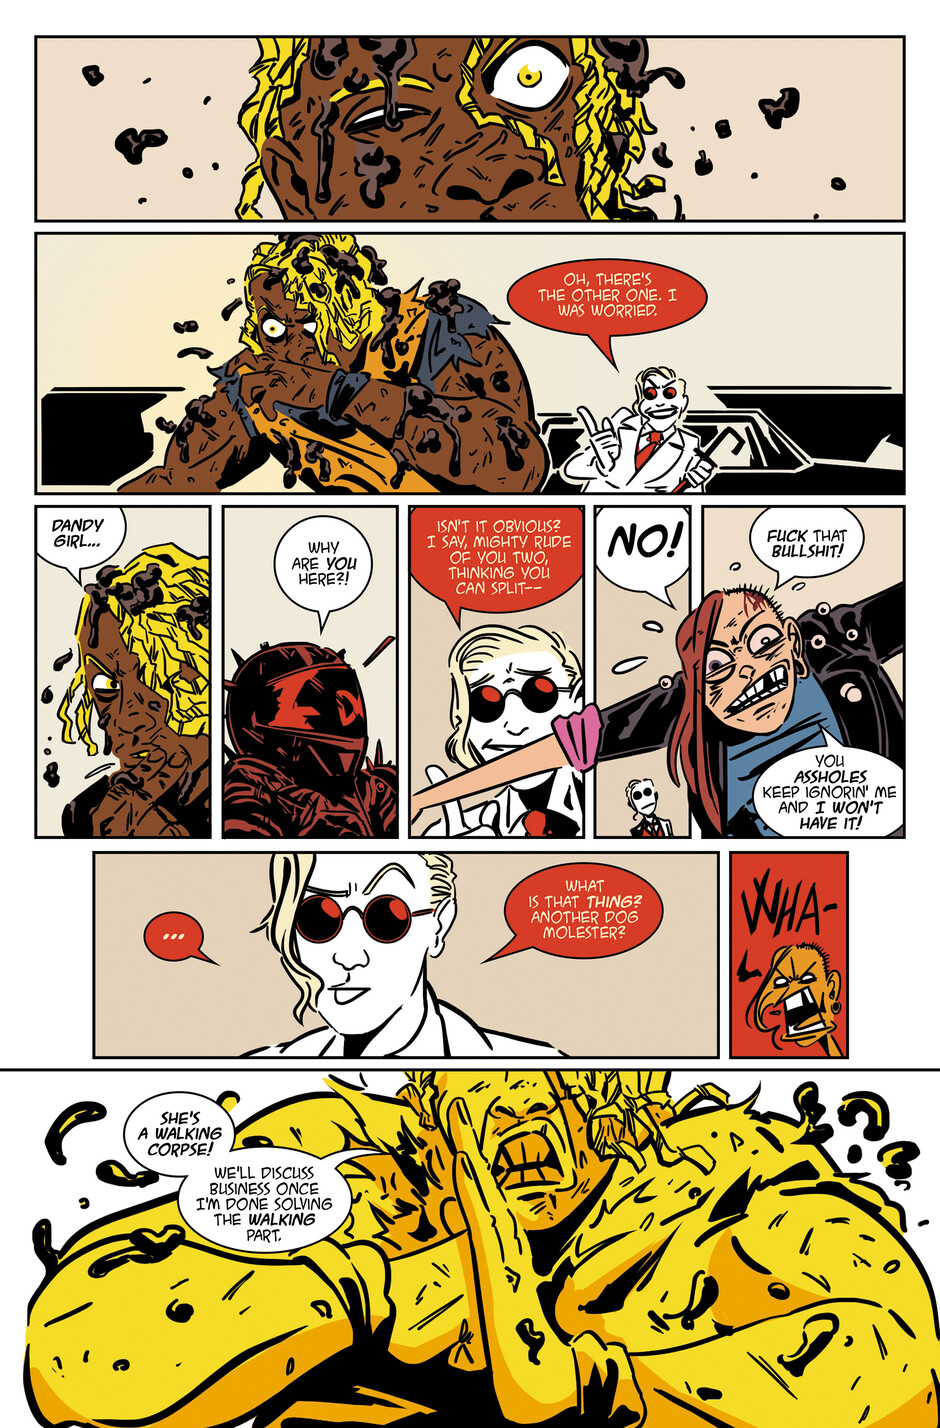 OH, THERE'S
THE OTHER ONE. I
WAS WORRIED.
DANDY
GIRL...
WHY
ARE YOU
HERE?!
ISN'T IT OBVIOUS?
I SAY, MIGHTY RUDE
OF YOU TWO,
THINKING YOU
CAN SPLIT--
NO!
FUCK THAT
BULLSHIT!
YOU
ASSHOLES
KEEP IGNORIN' ME
AND I WON'T
HAVE IT!
...
WHAT
IS THAT THING?
ANOTHER DOG
MOLESTER?
WHA-
SHE'S
A WALKING
CORPSE!
WE'LL DISCUSS
BUSINESS ONCE
I'M DONE SOLVING
THE WALKING
PART.